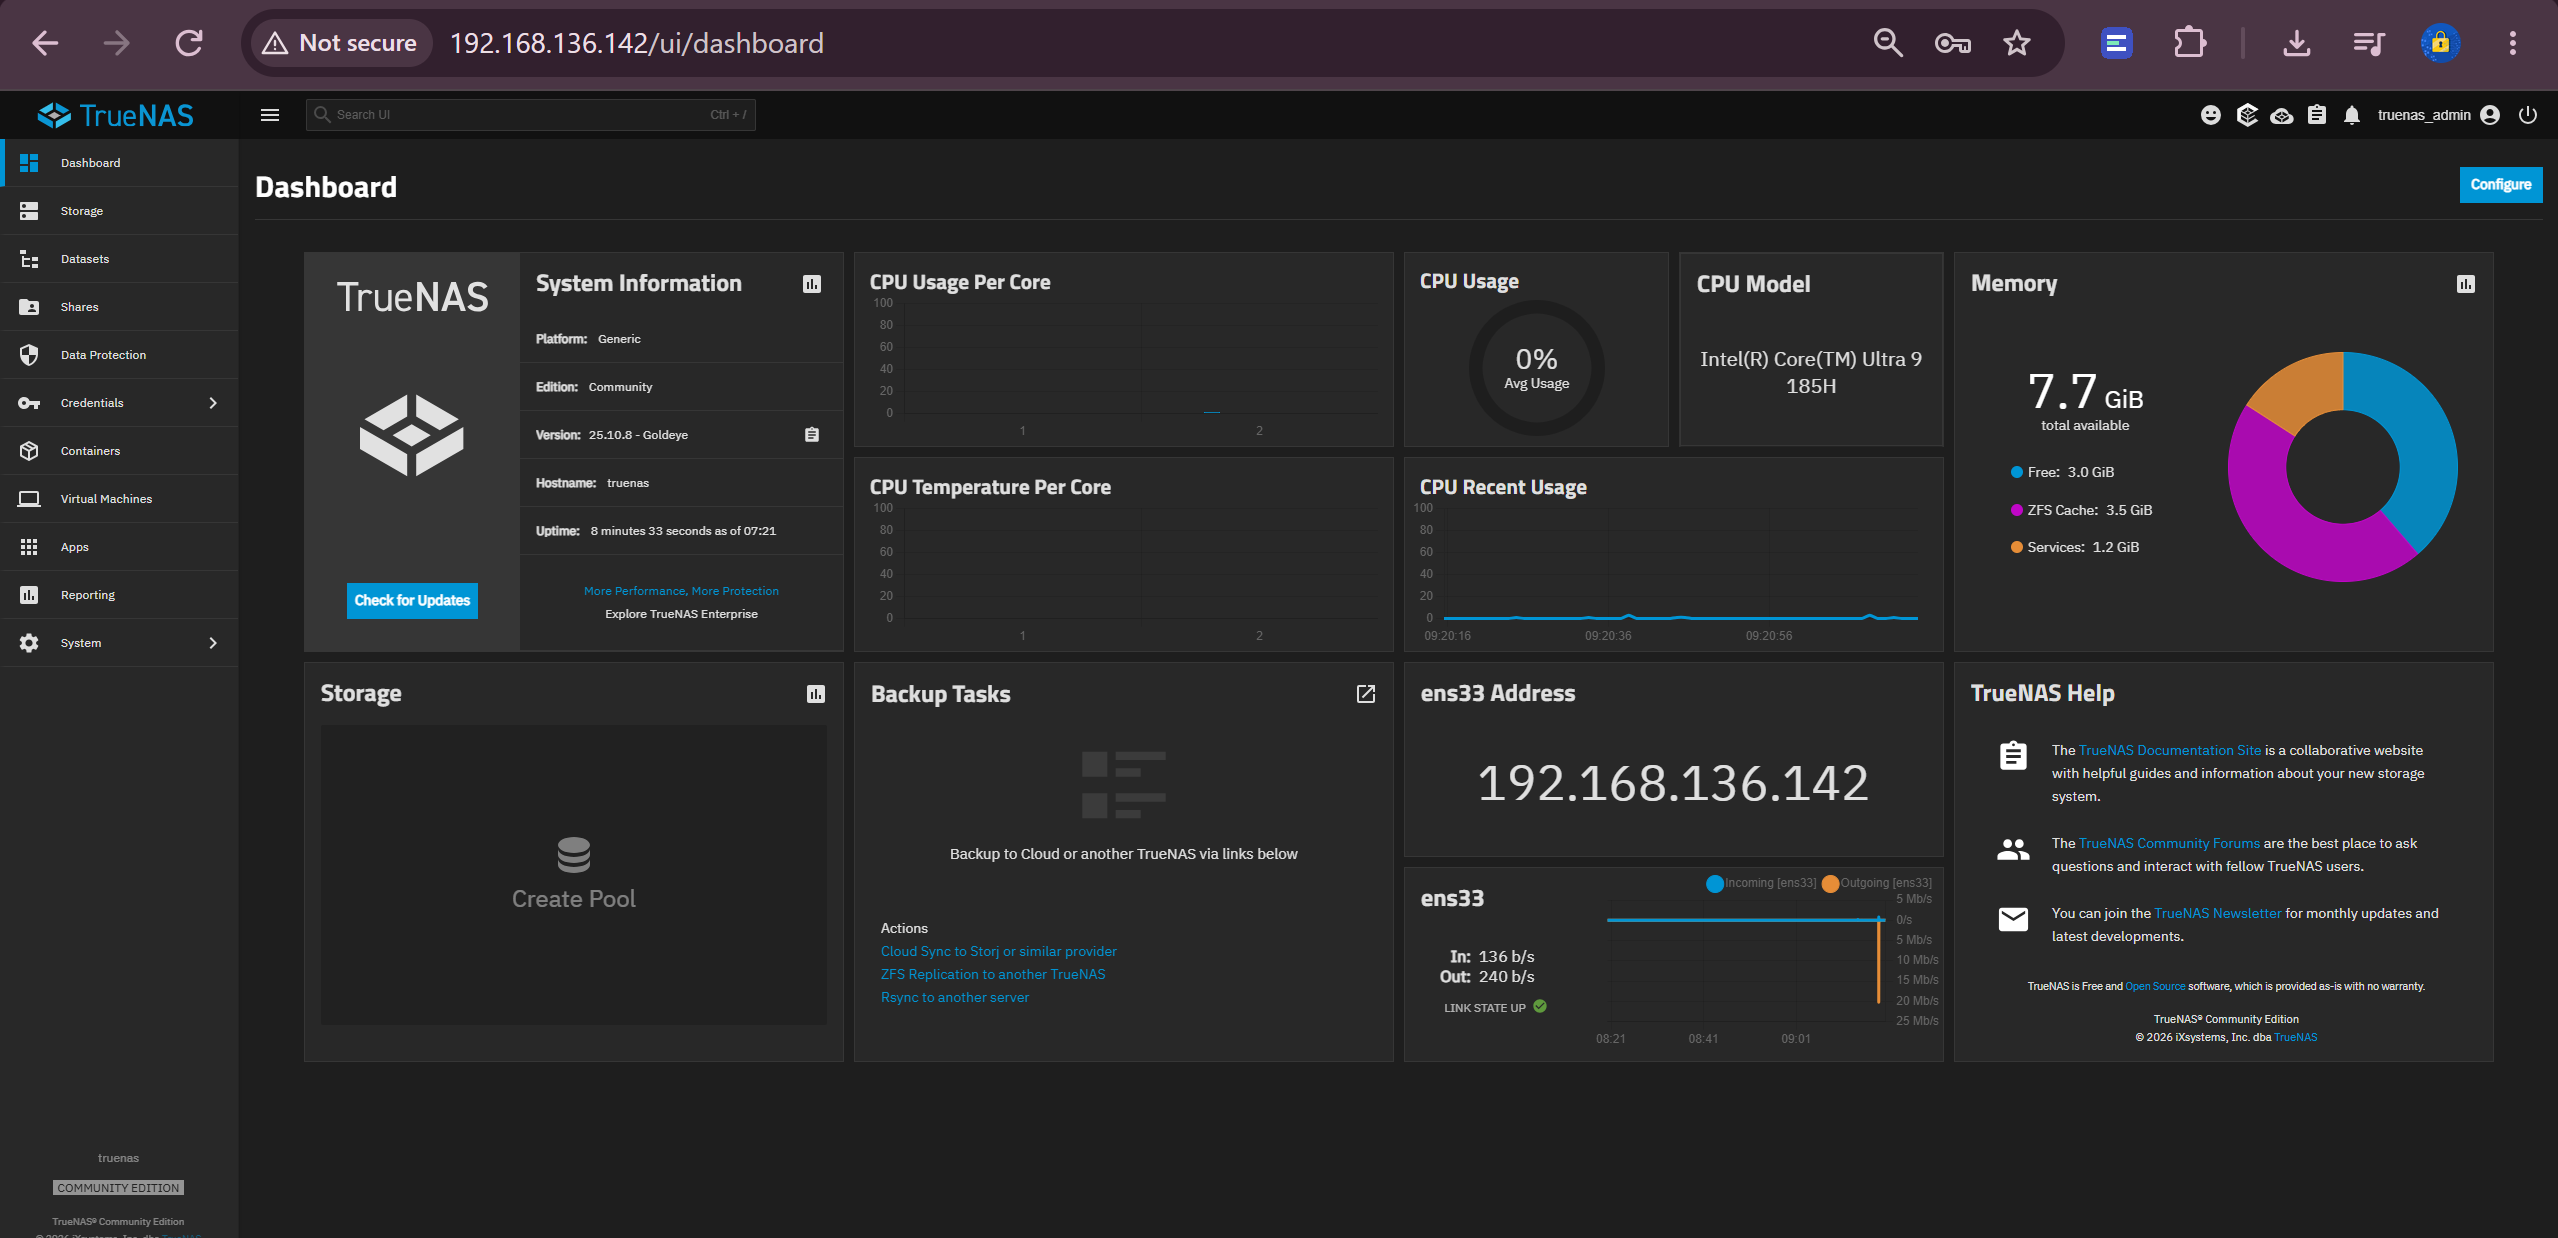 Not secure
192.168.136.142/ui/dashboard
TrueNAS
Search UI
Ctrl + /
truenas_admin
Dashboard
Storage
Datasets
Shares
Data Protection
Credentials
Containers
Virtual Machines
Apps
Reporting
System
truenas
COMMUNITY EDITION
TrueNAS® Community Edition
© 2026 iXsystems, Inc. dba TrueNAS
Dashboard
Configure
TrueNAS
Check for Updates
System Information
Platform: Generic
Edition: Community
Version: 25.10.8 - Goldeye
Hostname: truenas
Uptime: 8 minutes 33 seconds as of 07:21
More Performance, More Protection
Explore TrueNAS Enterprise
CPU Usage Per Core
100
80
60
40
20
0
1 2
CPU Usage
0%
Avg Usage
CPU Model
Intel(R) Core(TM) Ultra 9
185H
Memory
7.7 GiB
total available
Free: 3.0 GiB
ZFS Cache: 3.5 GiB
Services: 1.2 GiB
CPU Temperature Per Core
100
80
60
40
20
0
1 2
CPU Recent Usage
100
80
60
40
20
0
09:20:16 09:20:36 09:20:56
Storage
Create Pool
Backup Tasks
Backup to Cloud or another TrueNAS via links below
Actions
Cloud Sync to Storj or similar provider
ZFS Replication to another TrueNAS
Rsync to another server
ens33 Address
192.168.136.142
ens33
In: 136 b/s
Out: 240 b/s
LINK STATE UP
Incoming [ens33] Outgoing [ens33]
5 Mb/s
0/s
5 Mb/s
10 Mb/s
15 Mb/s
20 Mb/s
25 Mb/s
08:21 08:41 09:01
TrueNAS Help
The TrueNAS Documentation Site is a collaborative website
with helpful guides and information about your new storage
system.
The TrueNAS Community Forums are the best place to ask
questions and interact with fellow TrueNAS users.
You can join the TrueNAS Newsletter for monthly updates and
latest developments.
TrueNAS is Free and Open Source software, which is provided as-is with no warranty.
TrueNAS® Community Edition
© 2026 iXsystems, Inc. dba TrueNAS